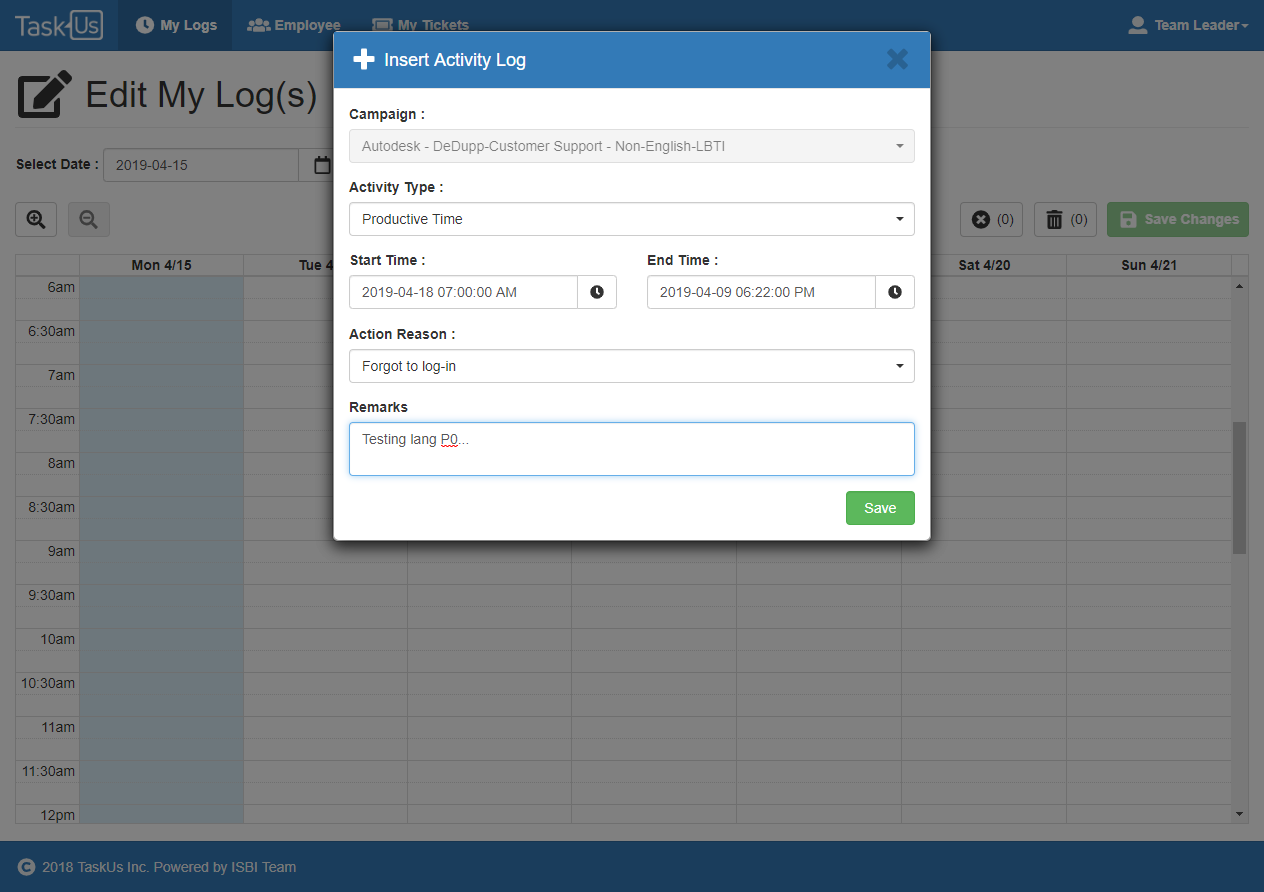 TaskUs My Logs Employee My Tickets Team Leader
Insert Activity Log
Edit My Log(s)
Campaign :
Autodesk - DeDupp-Customer Support - Non-English-LBTI
Select Date : 2019-04-15
Activity Type :
Productive Time
(0) (0) Save Changes
Start Time : End Time :
Mon 4/15 Tue 4 Sat 4/20 Sun 4/21
2019-04-18 07:00:00 AM 2019-04-09 06:22:00 PM
Action Reason :
Forgot to log-in
Remarks
Testing lang P0...
Save
6am
6:30am
7am
7:30am
8am
8:30am
9am
9:30am
10am
10:30am
11am
11:30am
12pm
© 2018 TaskUs Inc. Powered by ISBI Team